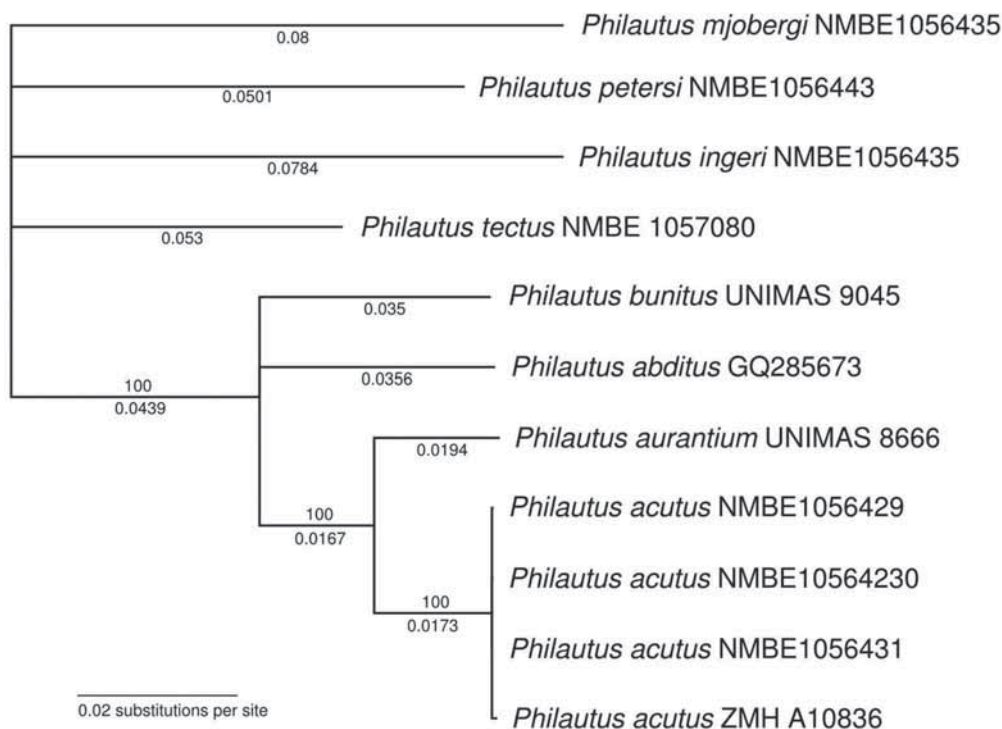 Philautus mjobergi NMBE1056435
0.08
Philautus petersi NMBE1056443
0.0501
Philautus ingeri NMBE1056435
0.0784
Philautus tectus NMBE 1057080
0.053
Philautus bunitus UNIMAS 9045
0.035
Philautus abditus GQ285673
0.0356
100
0.0439
Philautus aurantium UNIMAS 8666
0.0194
Philautus acutus NMBE1056429
100
0.0167
Philautus acutus NMBE10564230
100
0.0173
Philautus acutus NMBE1056431
0.02 substitutions per site
Philautus acutus ZMH A10836